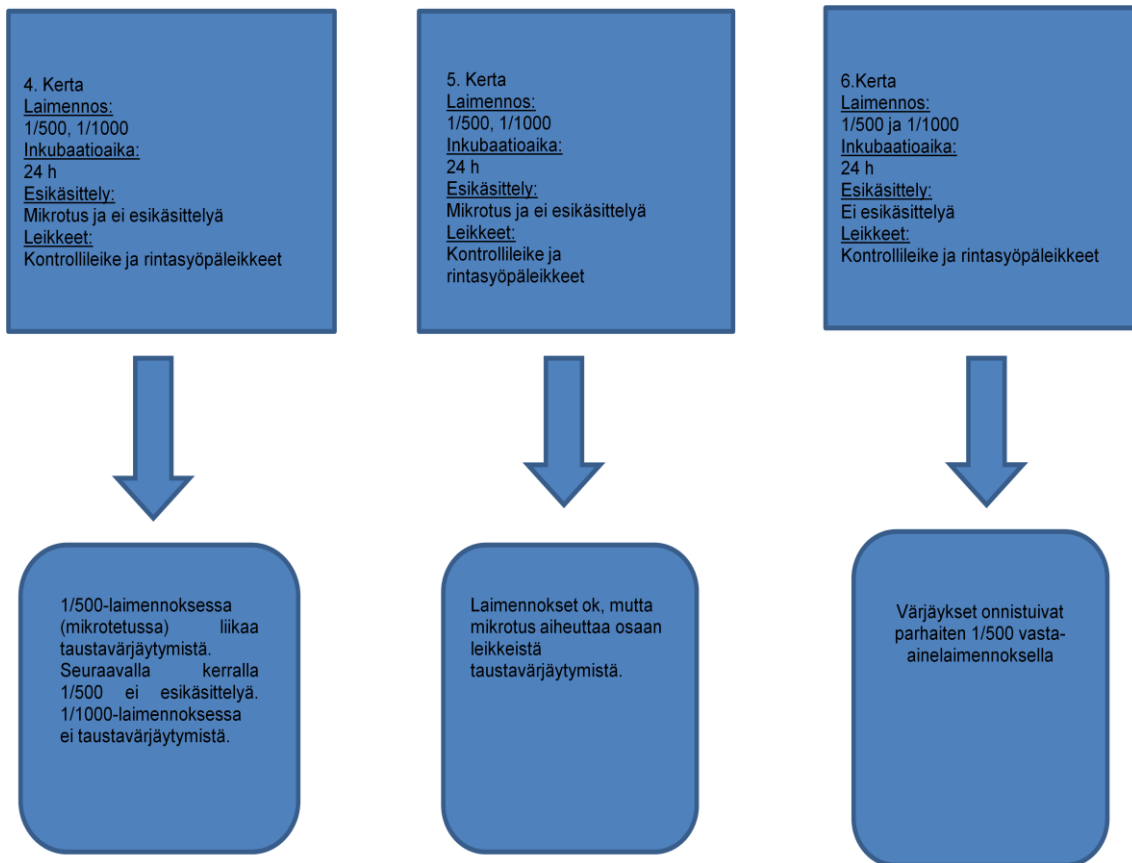 4. Kerta
Laimennos:
1/500, 1/1000
Inkubaatioaika:
24 h
Esikäsittely:
Mikrotus ja ei esikäsittelyä
Leikkeet:
Kontrollileike ja rintasyöpäleikkeet
5. Kerta
Laimennos:
1/500, 1/1000
Inkubaatioaika:
24 h
Esikäsittely:
Mikrotus ja ei esikäsittelyä
Leikkeet:
Kontrollileike ja
rintasyöpäleikkeet
6.Kerta
Laimennos:
1/500 ja 1/1000
Inkubaatioaika:
24 h
Esikäsittely:
Ei esikäsittelyä
Leikkeet:
Kontrollileike ja rintasyöpäleikkeet
1/500-laimennoksessa
(mikrotetussa) liikaa
taustavärjäytymistä.
Seuraavalla kerralla
1/500 ei esikäsittelyä.
1/1000-laimennoksessa
ei taustavärjäytymistä.
Laimennokset ok, mutta
mikrotus aiheuttaa osaan
leikkeistä
taustavärjäytymistä.
Värjäykset onnistuivat
parhaiten 1/500 vasta-
ainelaimennoksella